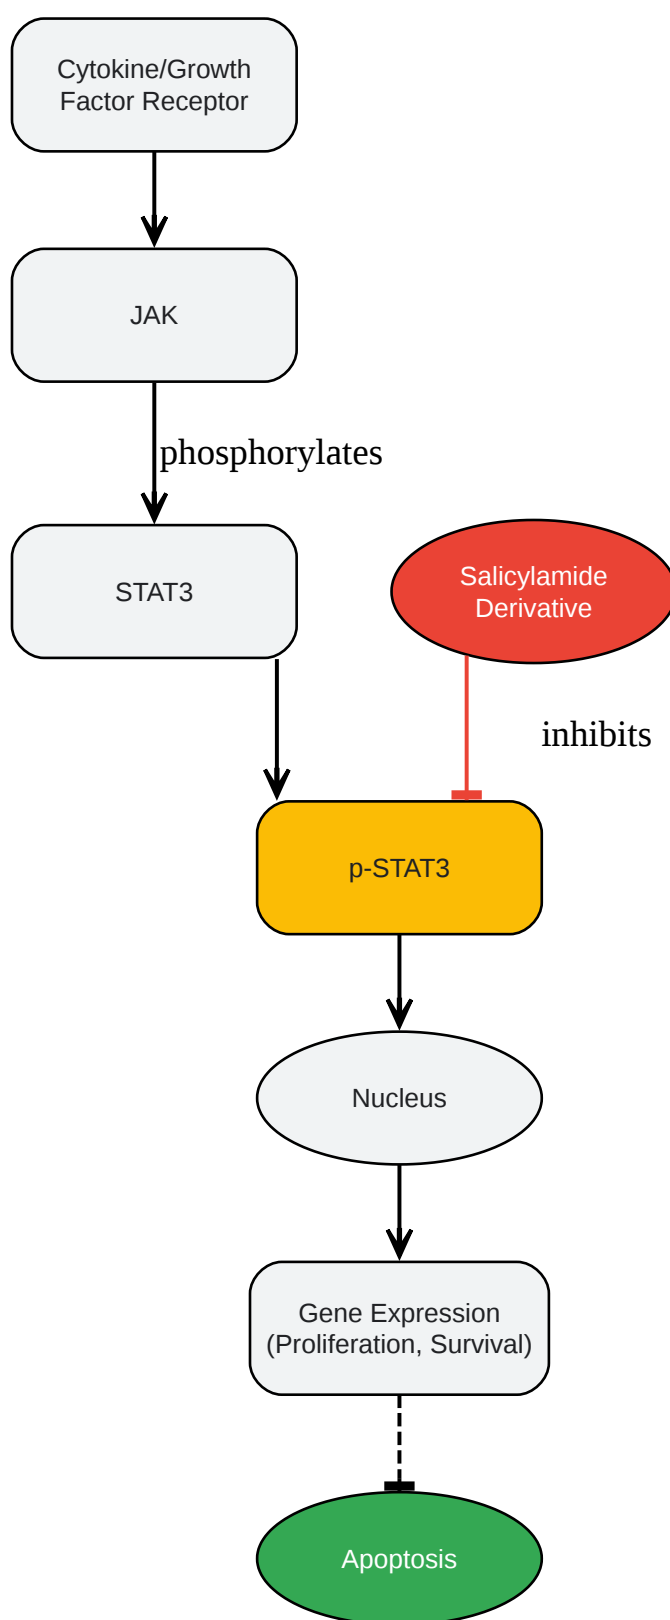 Cytokine/Growth
Factor Receptor
JAK
phosphorylates
STAT3
Salicylamide
Derivative
inhibits
p-STAT3
Nucleus
Gene Expression
(Proliferation, Survival)
Apoptosis